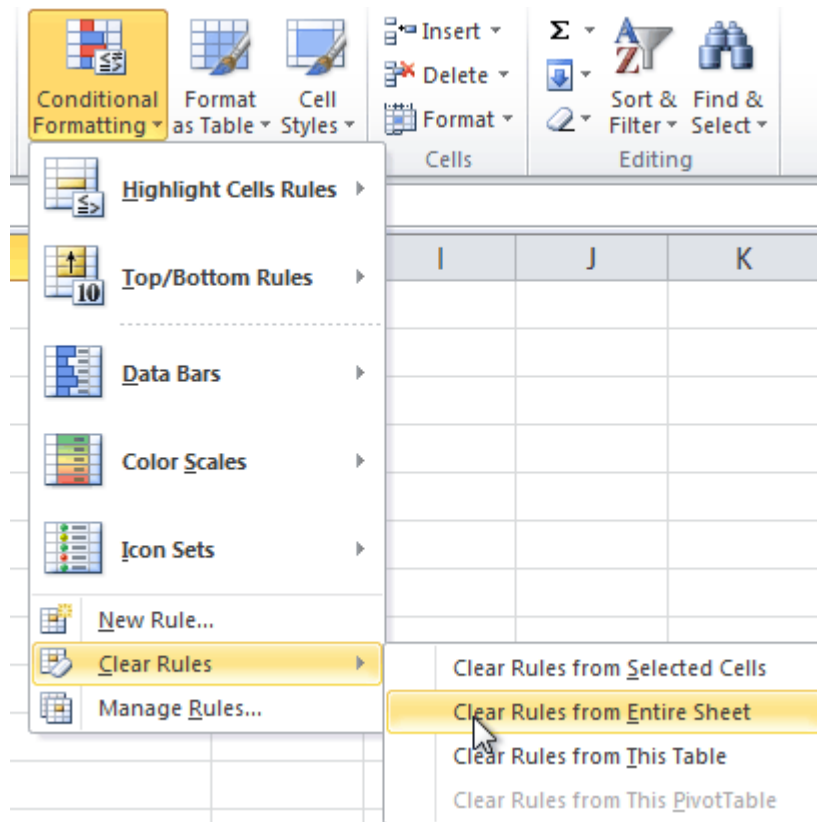 Conditional Formatting
Format as Table
Cell Styles
Insert
Delete
Format
Cells
Σ
A
Z
Sort & Filter
Find & Select
Editing
Highlight Cells Rules
Top/Bottom Rules
10
Data Bars
Color Scales
Icon Sets
New Rule...
Clear Rules
Manage Rules...
I J K
Clear Rules from Selected Cells
Clear Rules from Entire Sheet
Clear Rules from This Table
Clear Rules from This PivotTable